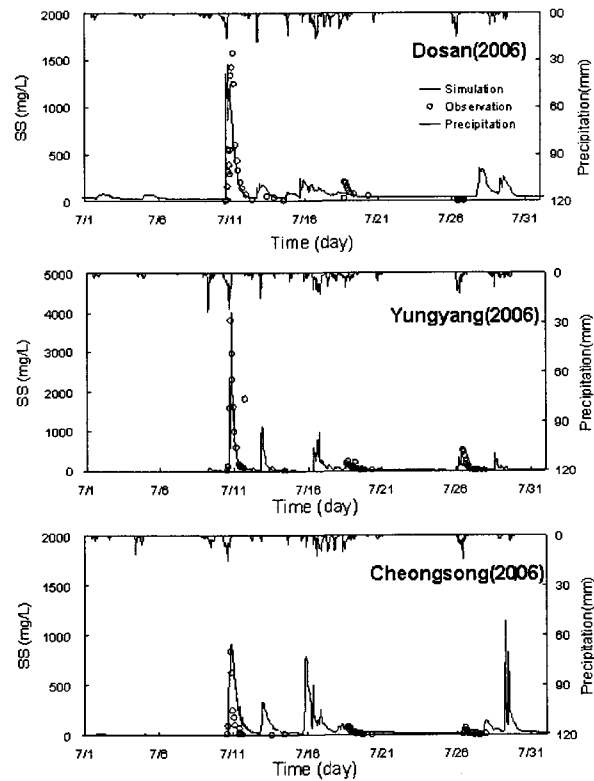 2000
1500
1000
500
0
SS (mg/L)
00
30
60
90
120
Precipitation(mm)
Dosan(2006)
Simulation
Observation
Precipitation
7/1 7/6 7/11 7/16 7/21 7/26 7/31
Time (day)
5000
4000
3000
2000
1000
0
SS (mg/L)
0
30
60
90
120
Precipitation(mm)
Yungyang(2006)
7/1 7/6 7/11 7/16 7/21 7/26 7/31
Time (day)
2000
1500
1000
500
0
SS (mg/L)
0
30
60
90
120
Precipitation(mm)
Cheongsong(2006)
7/1 7/6 7/11 7/16 7/21 7/26 7/31
Time (day)